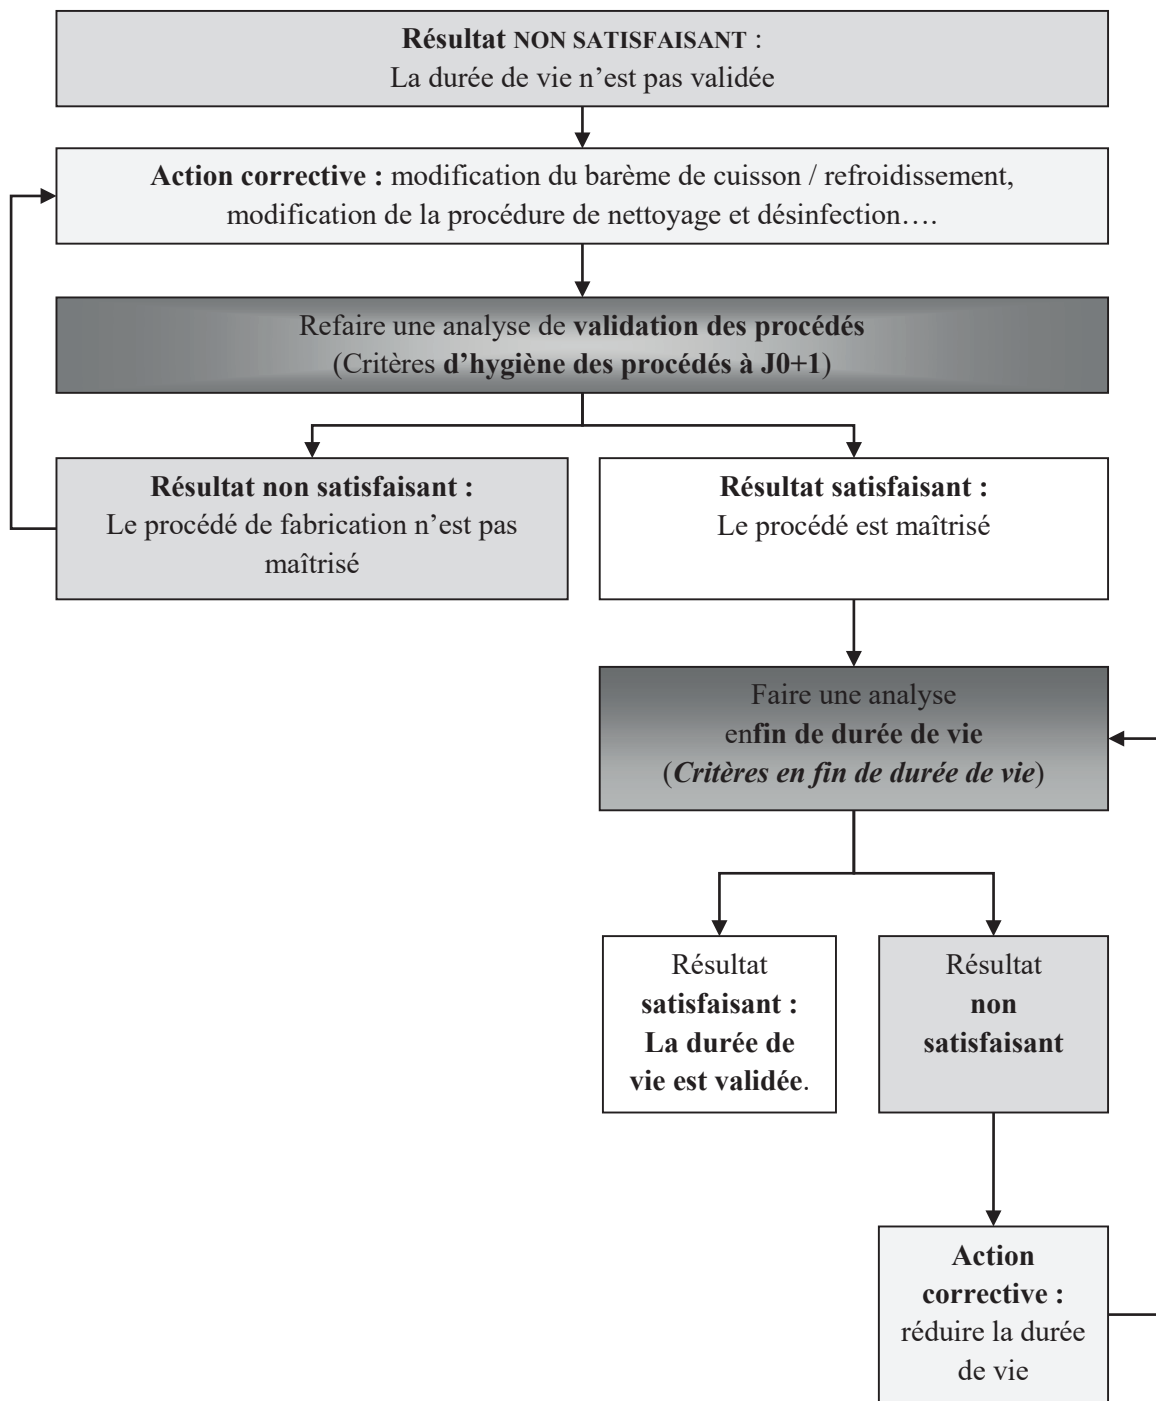 Résultat NON SATISFAISANT :
La durée de vie n’est pas validée
Action corrective : modification du barème de cuisson / refroidissement,
modification de la procédure de nettoyage et désinfection….
Refaire une analyse de validation des procédés
(Critères d’hygiène des procédés à J0+1)
Résultat non satisfaisant :
Le procédé de fabrication n’est pas
maîtrisé
Résultat satisfaisant :
Le procédé est maîtrisé
Faire une analyse
enfin de durée de vie
(Critères en fin de durée de vie)
Résultat
satisfaisant :
La durée de
vie est validée.
Résultat
non
satisfaisant
Action
corrective :
réduire la durée
de vie